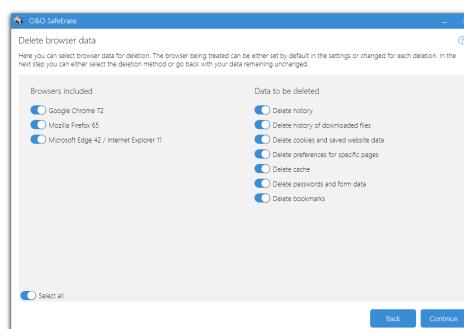 O&O SafeErase
Delete browser data
Here you can select browser data for deletion. The browser being treated can be either set by default in the settings or changed for each deletion. In the
next step you can either select the deletion method or go back with your data remaining unchanged.
Browsers included
Google Chrome 72
Mozilla Firefox 65
Microsoft Edge 42 / Internet Explorer 11
Data to be deleted
Delete history
Delete history of downloaded files
Delete cookies and saved website data
Delete preferences for specific pages
Delete cache
Delete passwords and form data
Delete bookmarks
Select all
Back
Continue